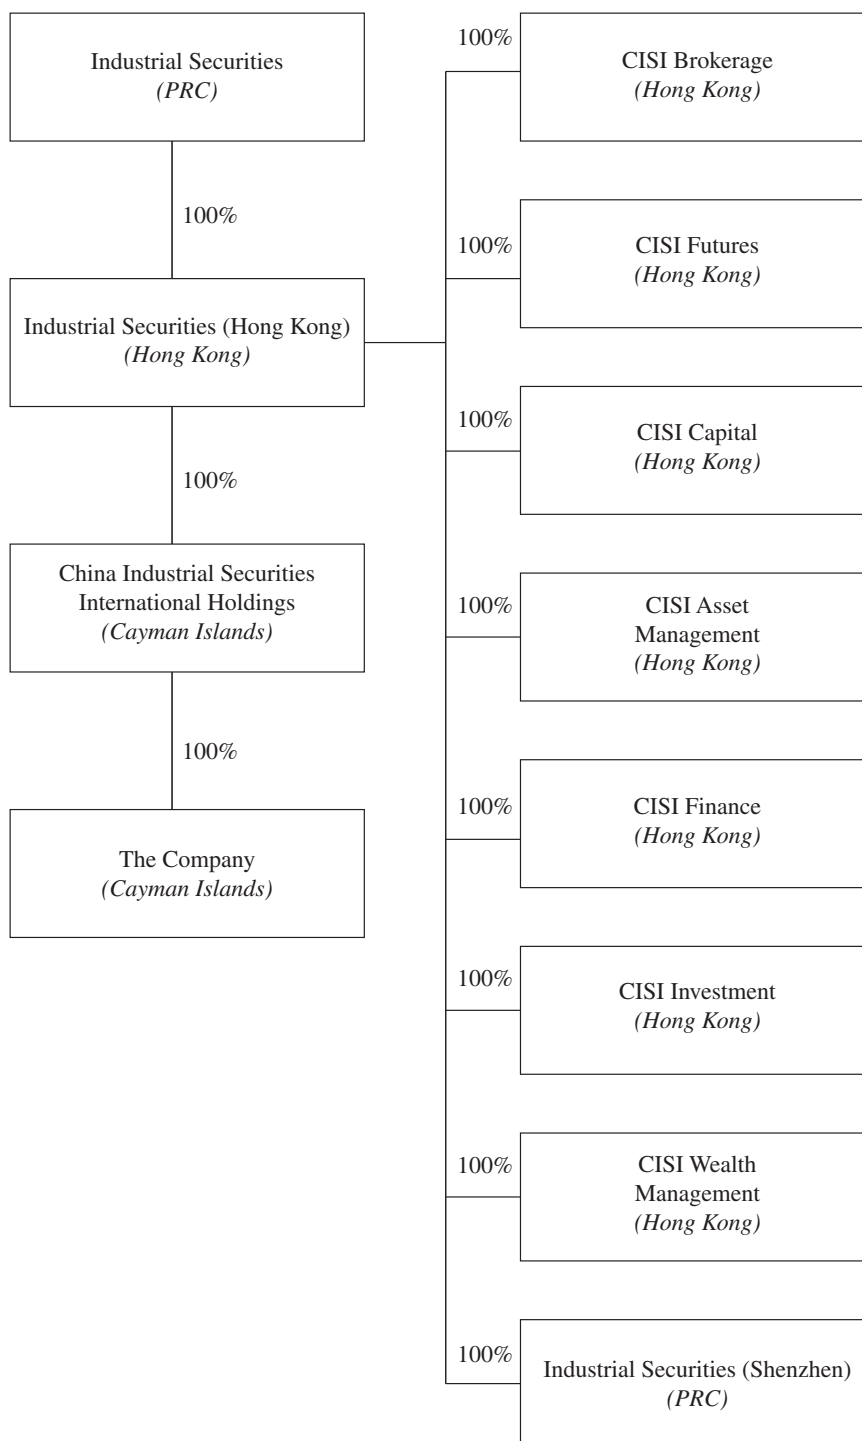 Industrial Securities
(PRC)
100%
Industrial Securities (Hong Kong)
(Hong Kong)
100%
China Industrial Securities
International Holdings
(Cayman Islands)
100%
The Company
(Cayman Islands)
100%
CISI Brokerage
(Hong Kong)
100%
CISI Futures
(Hong Kong)
100%
CISI Capital
(Hong Kong)
100%
CISI Asset
Management
(Hong Kong)
100%
CISI Finance
(Hong Kong)
100%
CISI Investment
(Hong Kong)
100%
CISI Wealth
Management
(Hong Kong)
100%
Industrial Securities (Shenzhen)
(PRC)